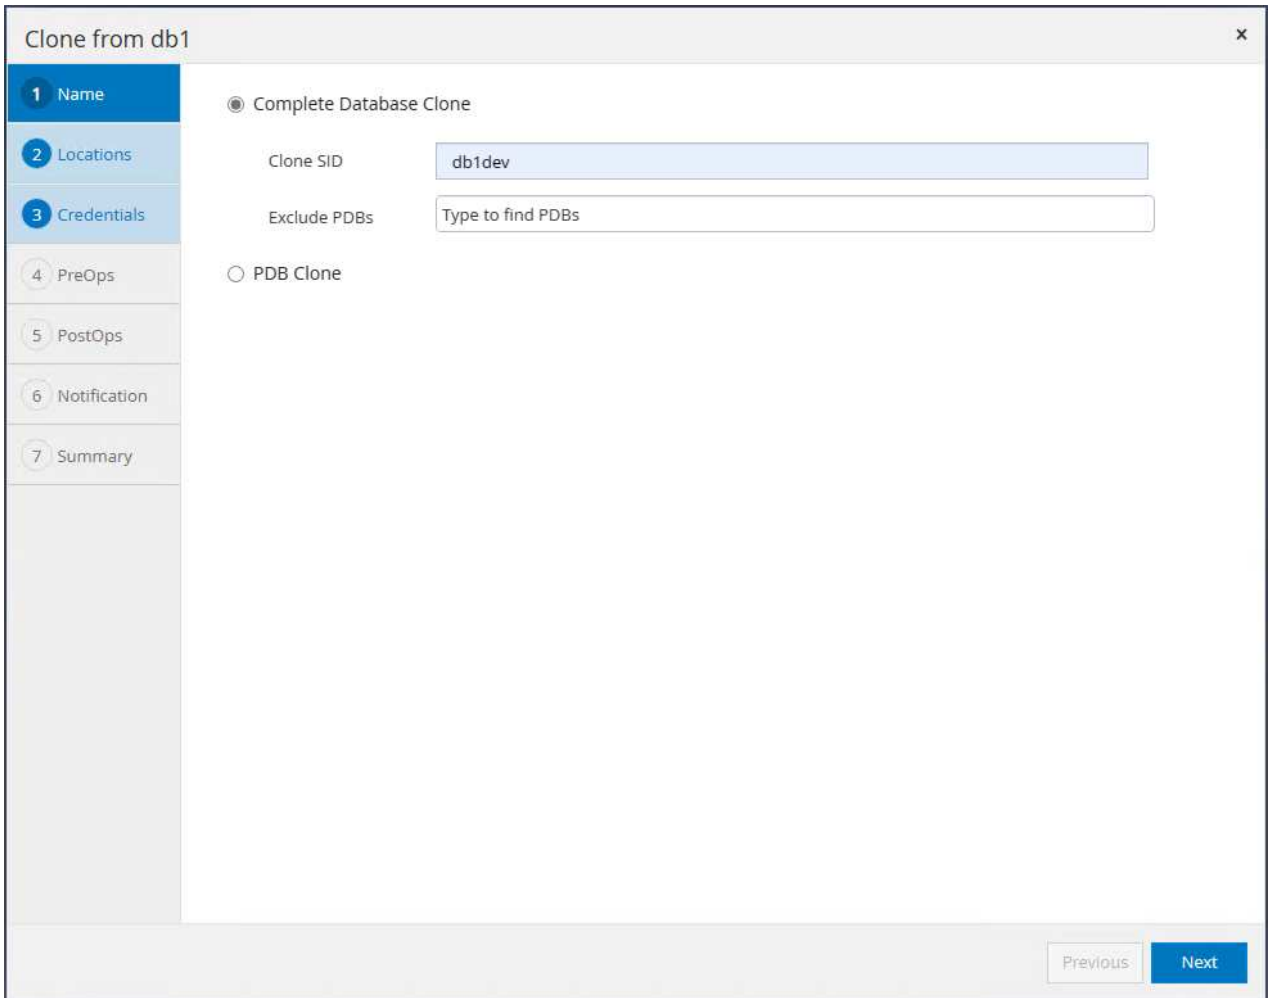 Clone from db1
×
1 Name
2 Locations
3 Credentials
4 PreOps
5 PostOps
6 Notification
7 Summary
Complete Database Clone
Clone SID db1dev
Exclude PDBs Type to find PDBs
PDB Clone
Previous Next